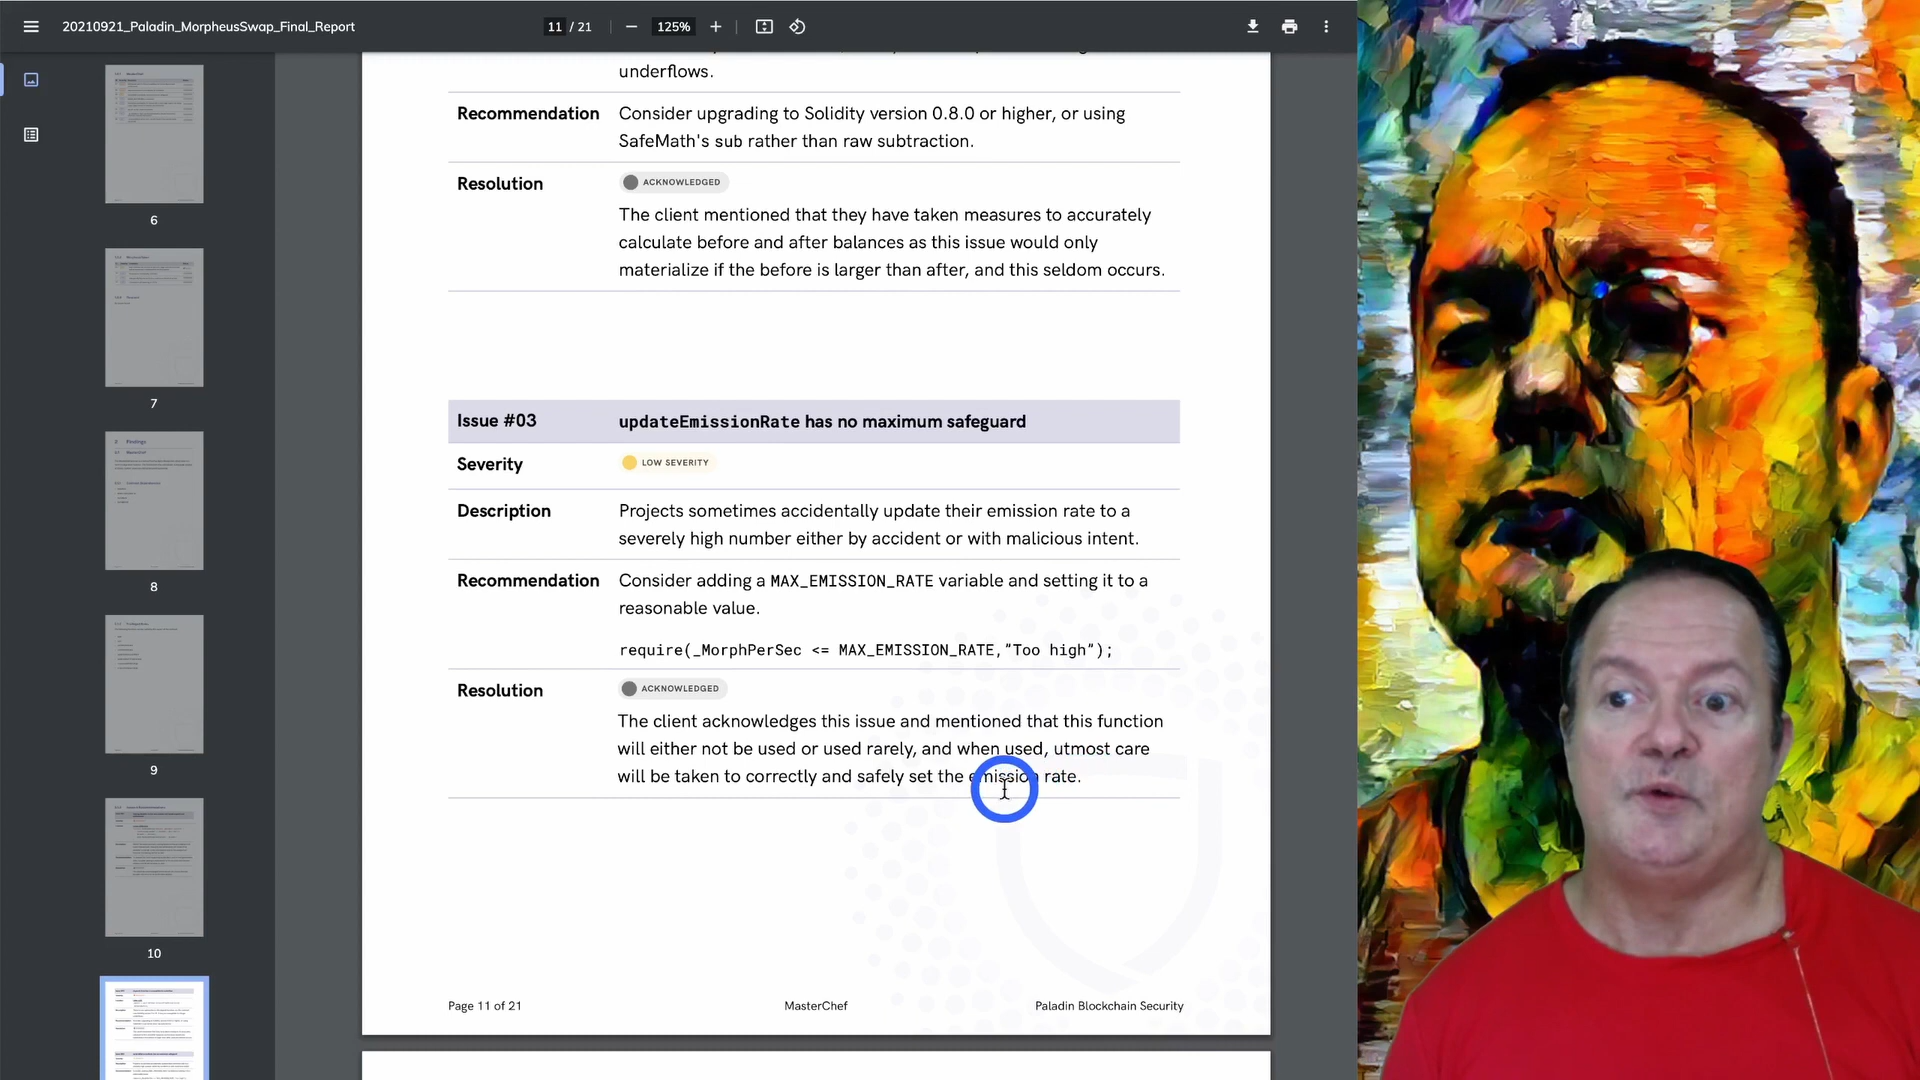 20210921_Paladin_MorpheusSwap_Final_Report
11 / 21
125%
underflows.
Recommendation Consider upgrading to Solidity version 0.8.0 or higher, or using
SafeMath's sub rather than raw subtraction.
Resolution ACKNOWLEDGED
The client mentioned that they have taken measures to accurately
calculate before and after balances as this issue would only
materialize if the before is larger than after, and this seldom occurs.
Issue #03 updateEmissionRate has no maximum safeguard
Severity LOW SEVERITY
Description Projects sometimes accidentally update their emission rate to a
severely high number either by accident or with malicious intent.
Recommendation Consider adding a MAX_EMISSION_RATE variable and setting it to a
reasonable value.
require(_MorphPerSec <= MAX_EMISSION_RATE,"Too high");
Resolution ACKNOWLEDGED
The client acknowledges this issue and mentioned that this function
will either not be used or used rarely, and when used, utmost care
will be taken to correctly and safely set the emission rate.
Page 11 of 21 MasterChef Paladin Blockchain Security
6
7
8
9
10